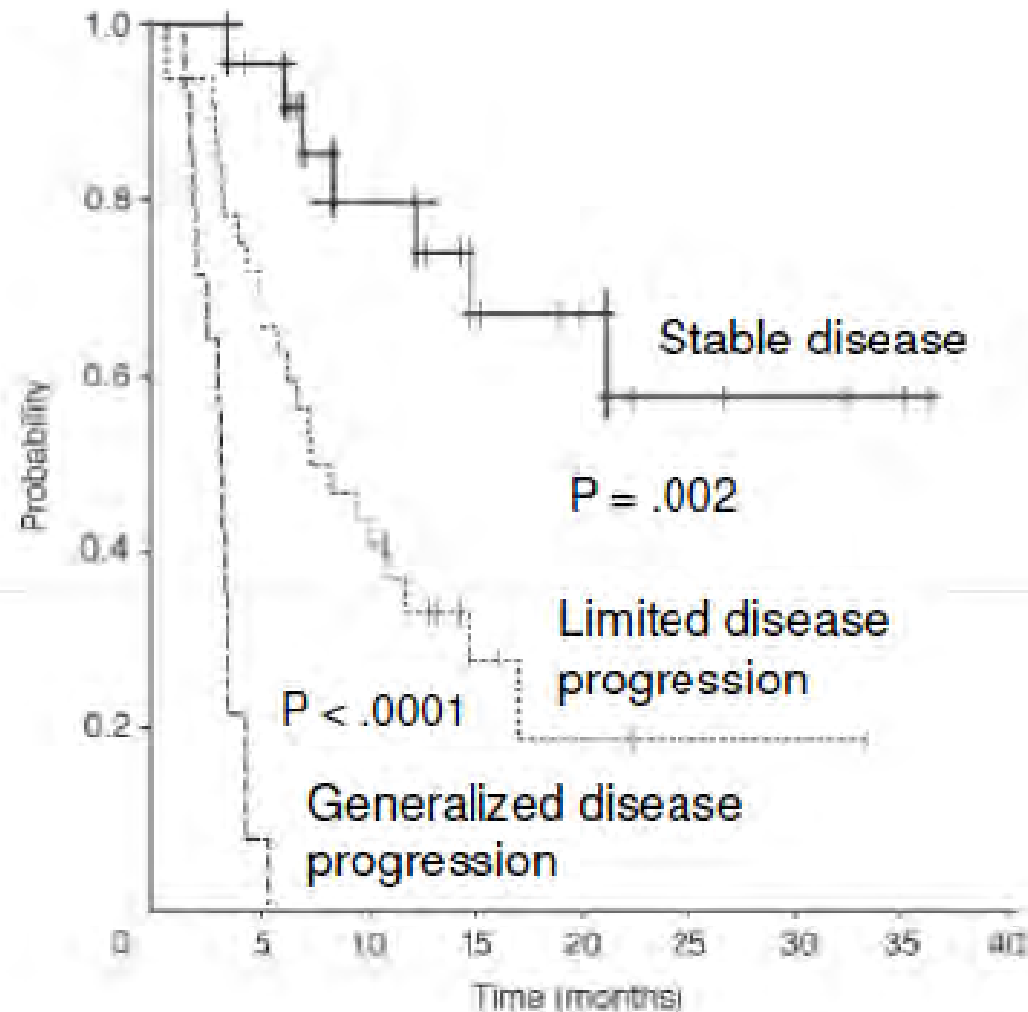 1.0
0.8
0.6
0.4
0.2
Probability
Stable disease
P = .002
Limited disease
progression
P < .0001
Generalized disease
progression
0 5 10 15 20 25 30 35 40
Time (months)